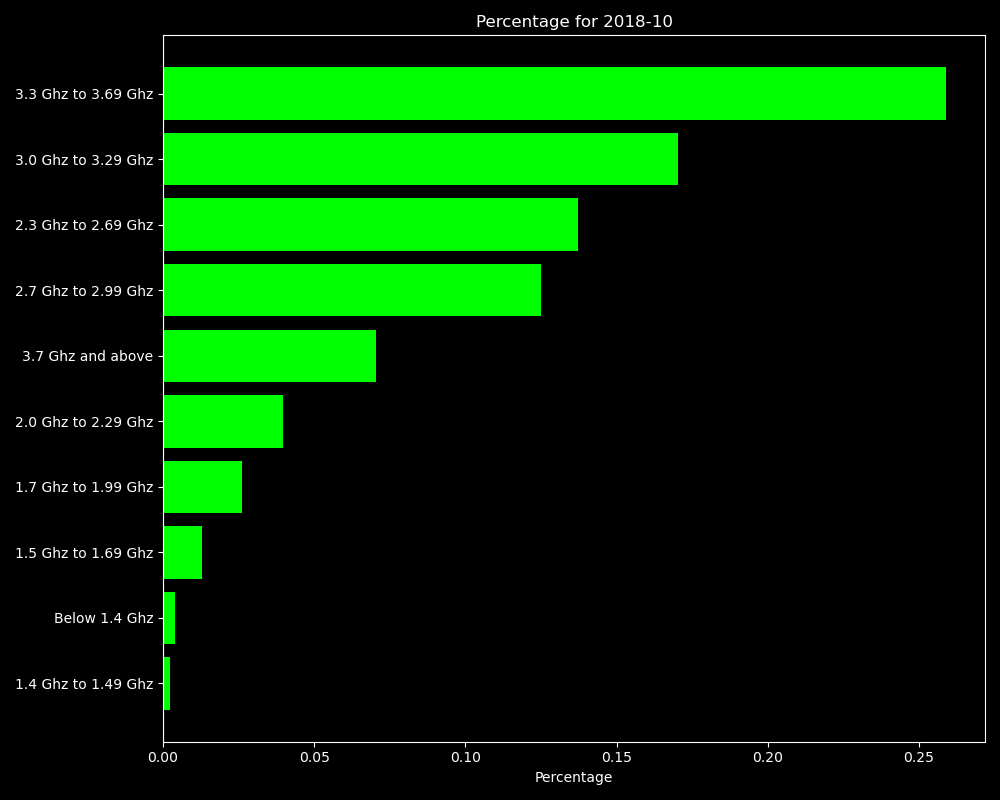 Percentage for 2018-10
3.3 Ghz to 3.69 Ghz
3.0 Ghz to 3.29 Ghz
2.3 Ghz to 2.69 Ghz
2.7 Ghz to 2.99 Ghz
3.7 Ghz and above
2.0 Ghz to 2.29 Ghz
1.7 Ghz to 1.99 Ghz
1.5 Ghz to 1.69 Ghz
Below 1.4 Ghz
1.4 Ghz to 1.49 Ghz
0.00 0.05 0.10 0.15 0.20 0.25
Percentage